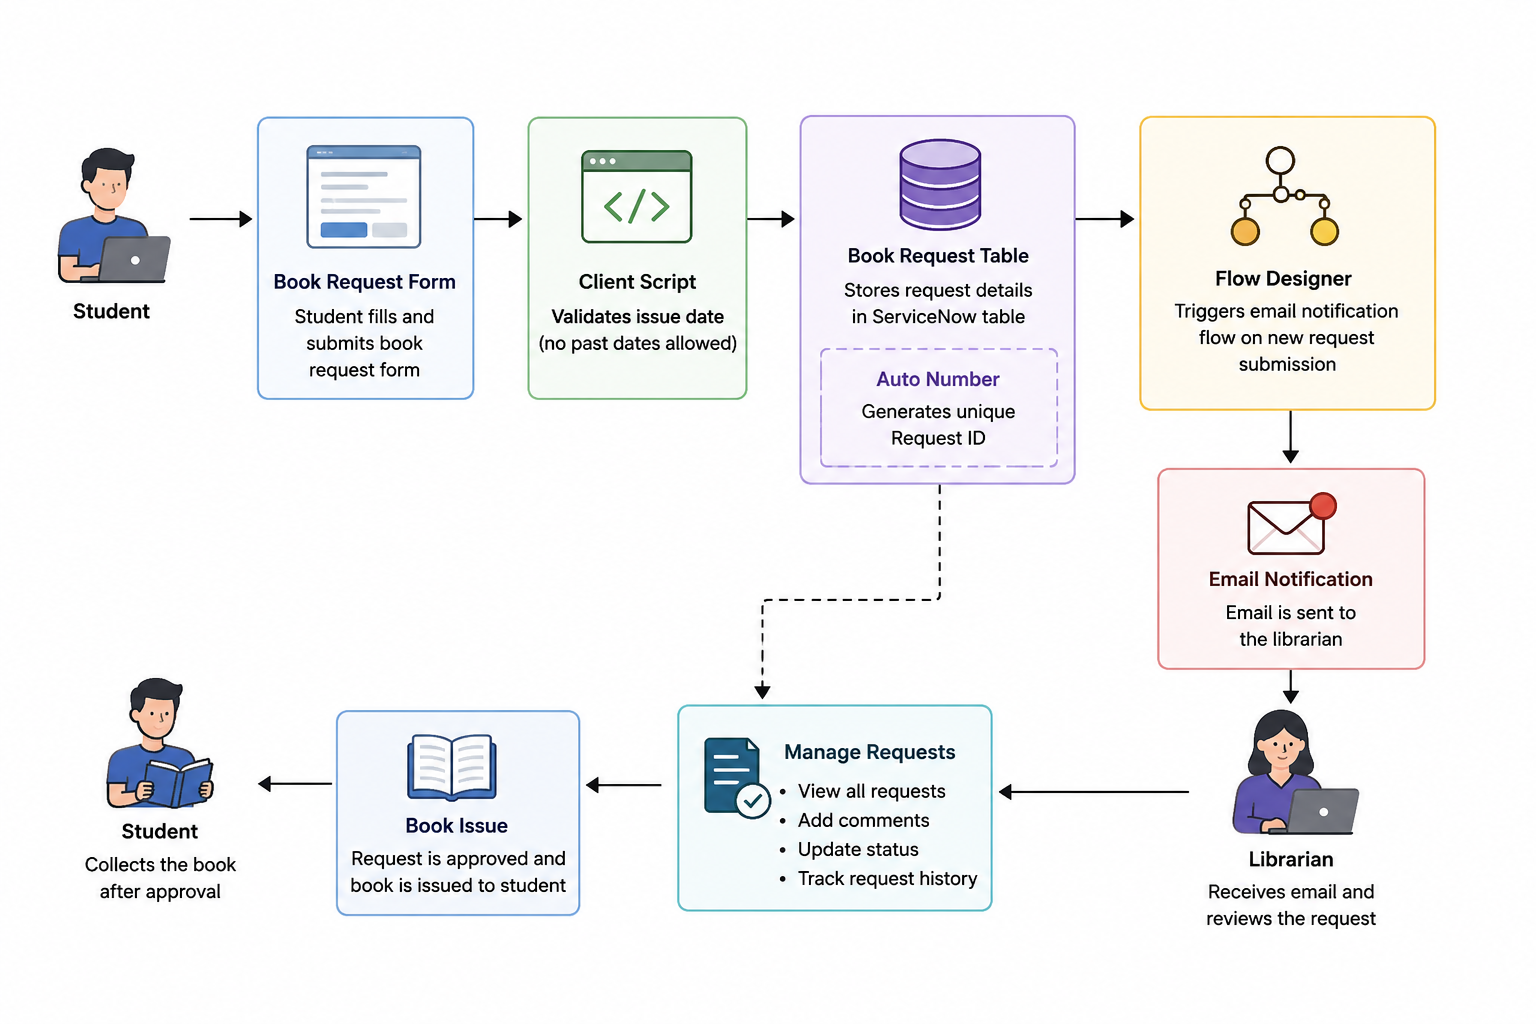 Student
Book Request Form
Student fills and
submits book
request form
Client Script
Validates issue date
(no past dates allowed)
Book Request Table
Stores request details
in ServiceNow table
Auto Number
Generates unique
Request ID
Flow Designer
Triggers email notification
flow on new request
submission
Email Notification
Email is sent to
the librarian
Librarian
Receives email and
reviews the request
Manage Requests
• View all requests
• Add comments
• Update status
• Track request history
Book Issue
Request is approved and
book is issued to student
Student
Collects the book
after approval